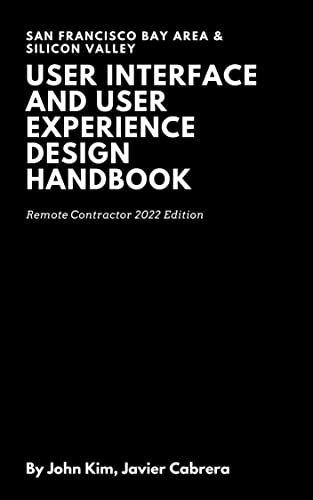 SAN FRANCISCO BAY AREA &
SILICON VALLEY
USER INTERFACE
AND USER
EXPERIENCE
DESIGN
HANDBOOK
Remote Contractor 2022 Edition
By John Kim, Javier Cabrera